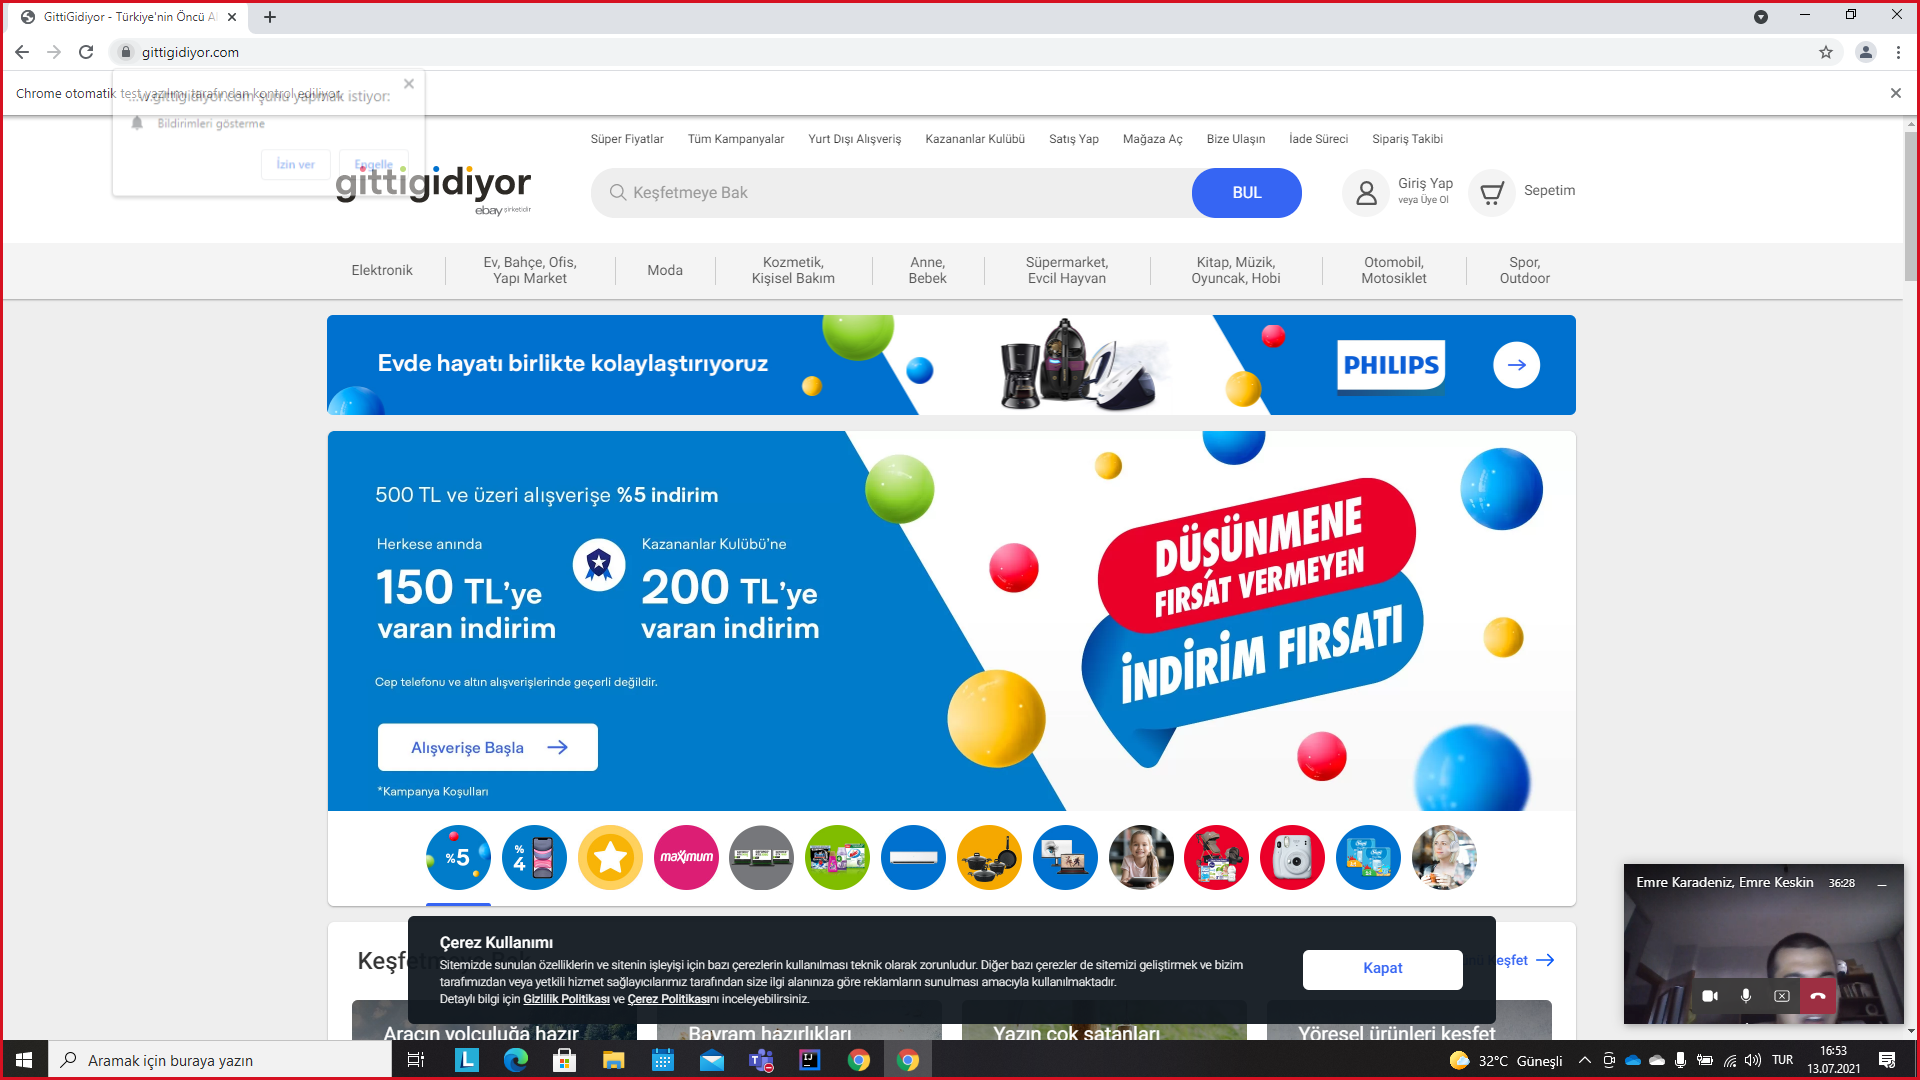 GittiGidiyor - Türkiye'nin Öncü A
gittigidiyor.com
Chrome otomatik test yazılımı tarafından kontrol ediliyor.
...w.gittigidiyor.com şunu yapmak istiyor:
Bildirimleri gösterme
İzin ver
Engelle
Süper Fiyatlar
Tüm Kampanyalar
Yurt Dışı Alışveriş
Kazananlar Kulübü
Satış Yap
Mağaza Aç
Bize Ulaşın
İade Süreci
Sipariş Takibi
gittigidiyor
ebay şirketidir
Keşfetmeye Bak
BUL
Giriş Yap
veya Üye Ol
Sepetim
Elektronik
Ev, Bahçe, Ofis,
Yapı Market
Moda
Kozmetik,
Kişisel Bakım
Anne,
Bebek
Süpermarket,
Evcil Hayvan
Kitap, Müzik,
Oyuncak, Hobi
Otomobil,
Motosiklet
Spor,
Outdoor
Evde hayatı birlikte kolaylaştırıyoruz
PHILIPS
500 TL ve üzeri alışverişe %5 indirim
Herkese anında
150 TL'ye
varan indirim
Kazananlar Kulübü'ne
200 TL'ye
varan indirim
Cep telefonu ve altın alışverişlerinde geçerli değildir.
Alışverişe Başla
*Kampanya Koşulları
DÜŞÜNMENE
FIRSAT VERMEYEN
İNDİRİM FIRSATI
%5
%
4
maximum
Emre Karadeniz, Emre Keskin 36:28
Çerez Kullanımı
Sitemizde sunulan özelliklerin ve sitenin işleyişi için bazı çerezlerin kullanılması teknik olarak zorunludur. Diğer bazı çerezler de sitemizi geliştirmek ve bizim
tarafımızdan veya yetkili hizmet sağlayıcılarımız tarafından size ilgi alanınıza göre reklamların sunulması amacıyla kullanılmaktadır.
Detaylı bilgi için Gizlilik Politikası ve Çerez Politikasını inceleyebilirsiniz.
Kapat
Aracın yolculuğa hazır
Bayram hazırlıkları
Yazın çok satanları
Yöresel ürünleri keşfet
Aramak için buraya yazın
32°C Güneşli
TUR
16:53
13.07.2021